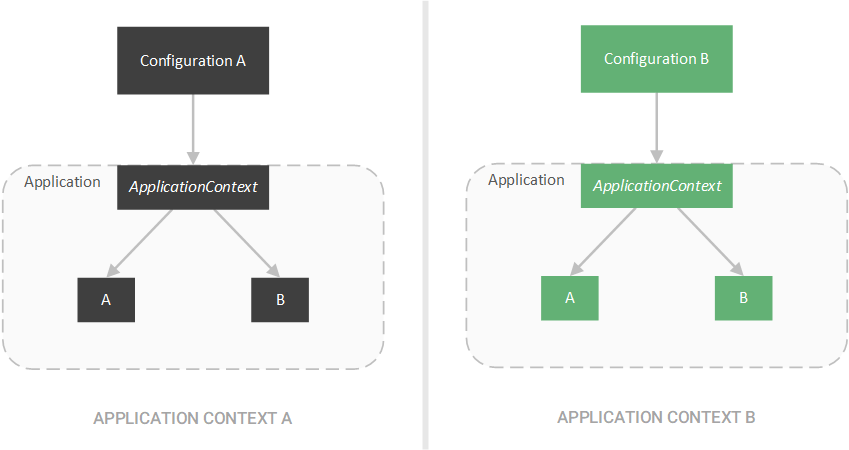 Configuration A
Application
ApplicationContext
A
B
APPLICATION CONTEXT A
Configuration B
Application
ApplicationContext
A
B
APPLICATION CONTEXT B